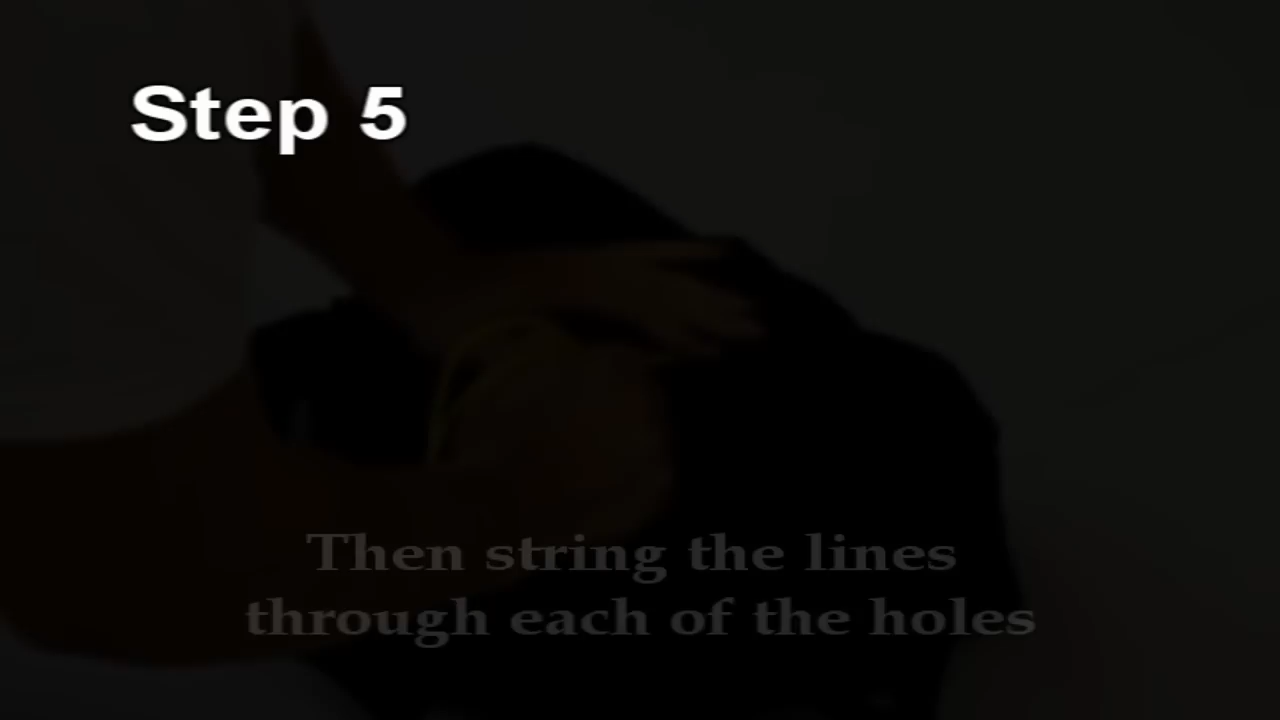 Step 5
Then string the lines
through each of the holes